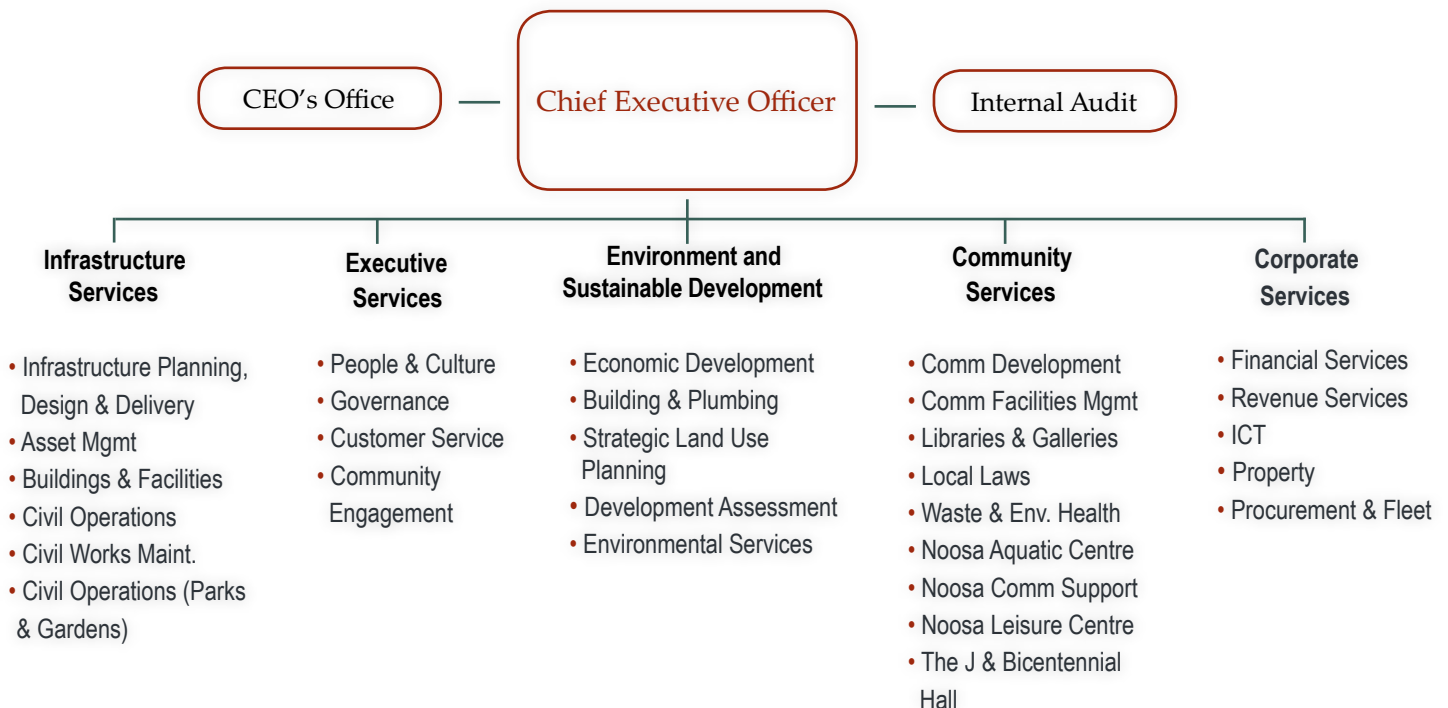 CEO's Office
Chief Executive Officer
Internal Audit
Infrastructure
Services
Executive
Services
Environment and
Sustainable Development
Community
Services
Corporate
Services
• Infrastructure Planning,
Design & Delivery
• Asset Mgmt
• Buildings & Facilities
• Civil Operations
• Civil Works Maint.
• Civil Operations (Parks
& Gardens)
• People & Culture
• Governance
• Customer Service
• Community
Engagement
• Economic Development
• Building & Plumbing
• Strategic Land Use
Planning
• Development Assessment
• Environmental Services
• Comm Development
• Comm Facilities Mgmt
• Libraries & Galleries
• Local Laws
• Waste & Env. Health
• Noosa Aquatic Centre
• Noosa Comm Support
• Noosa Leisure Centre
• The J & Bicentennial
Hall
• Financial Services
• Revenue Services
• ICT
• Property
• Procurement & Fleet